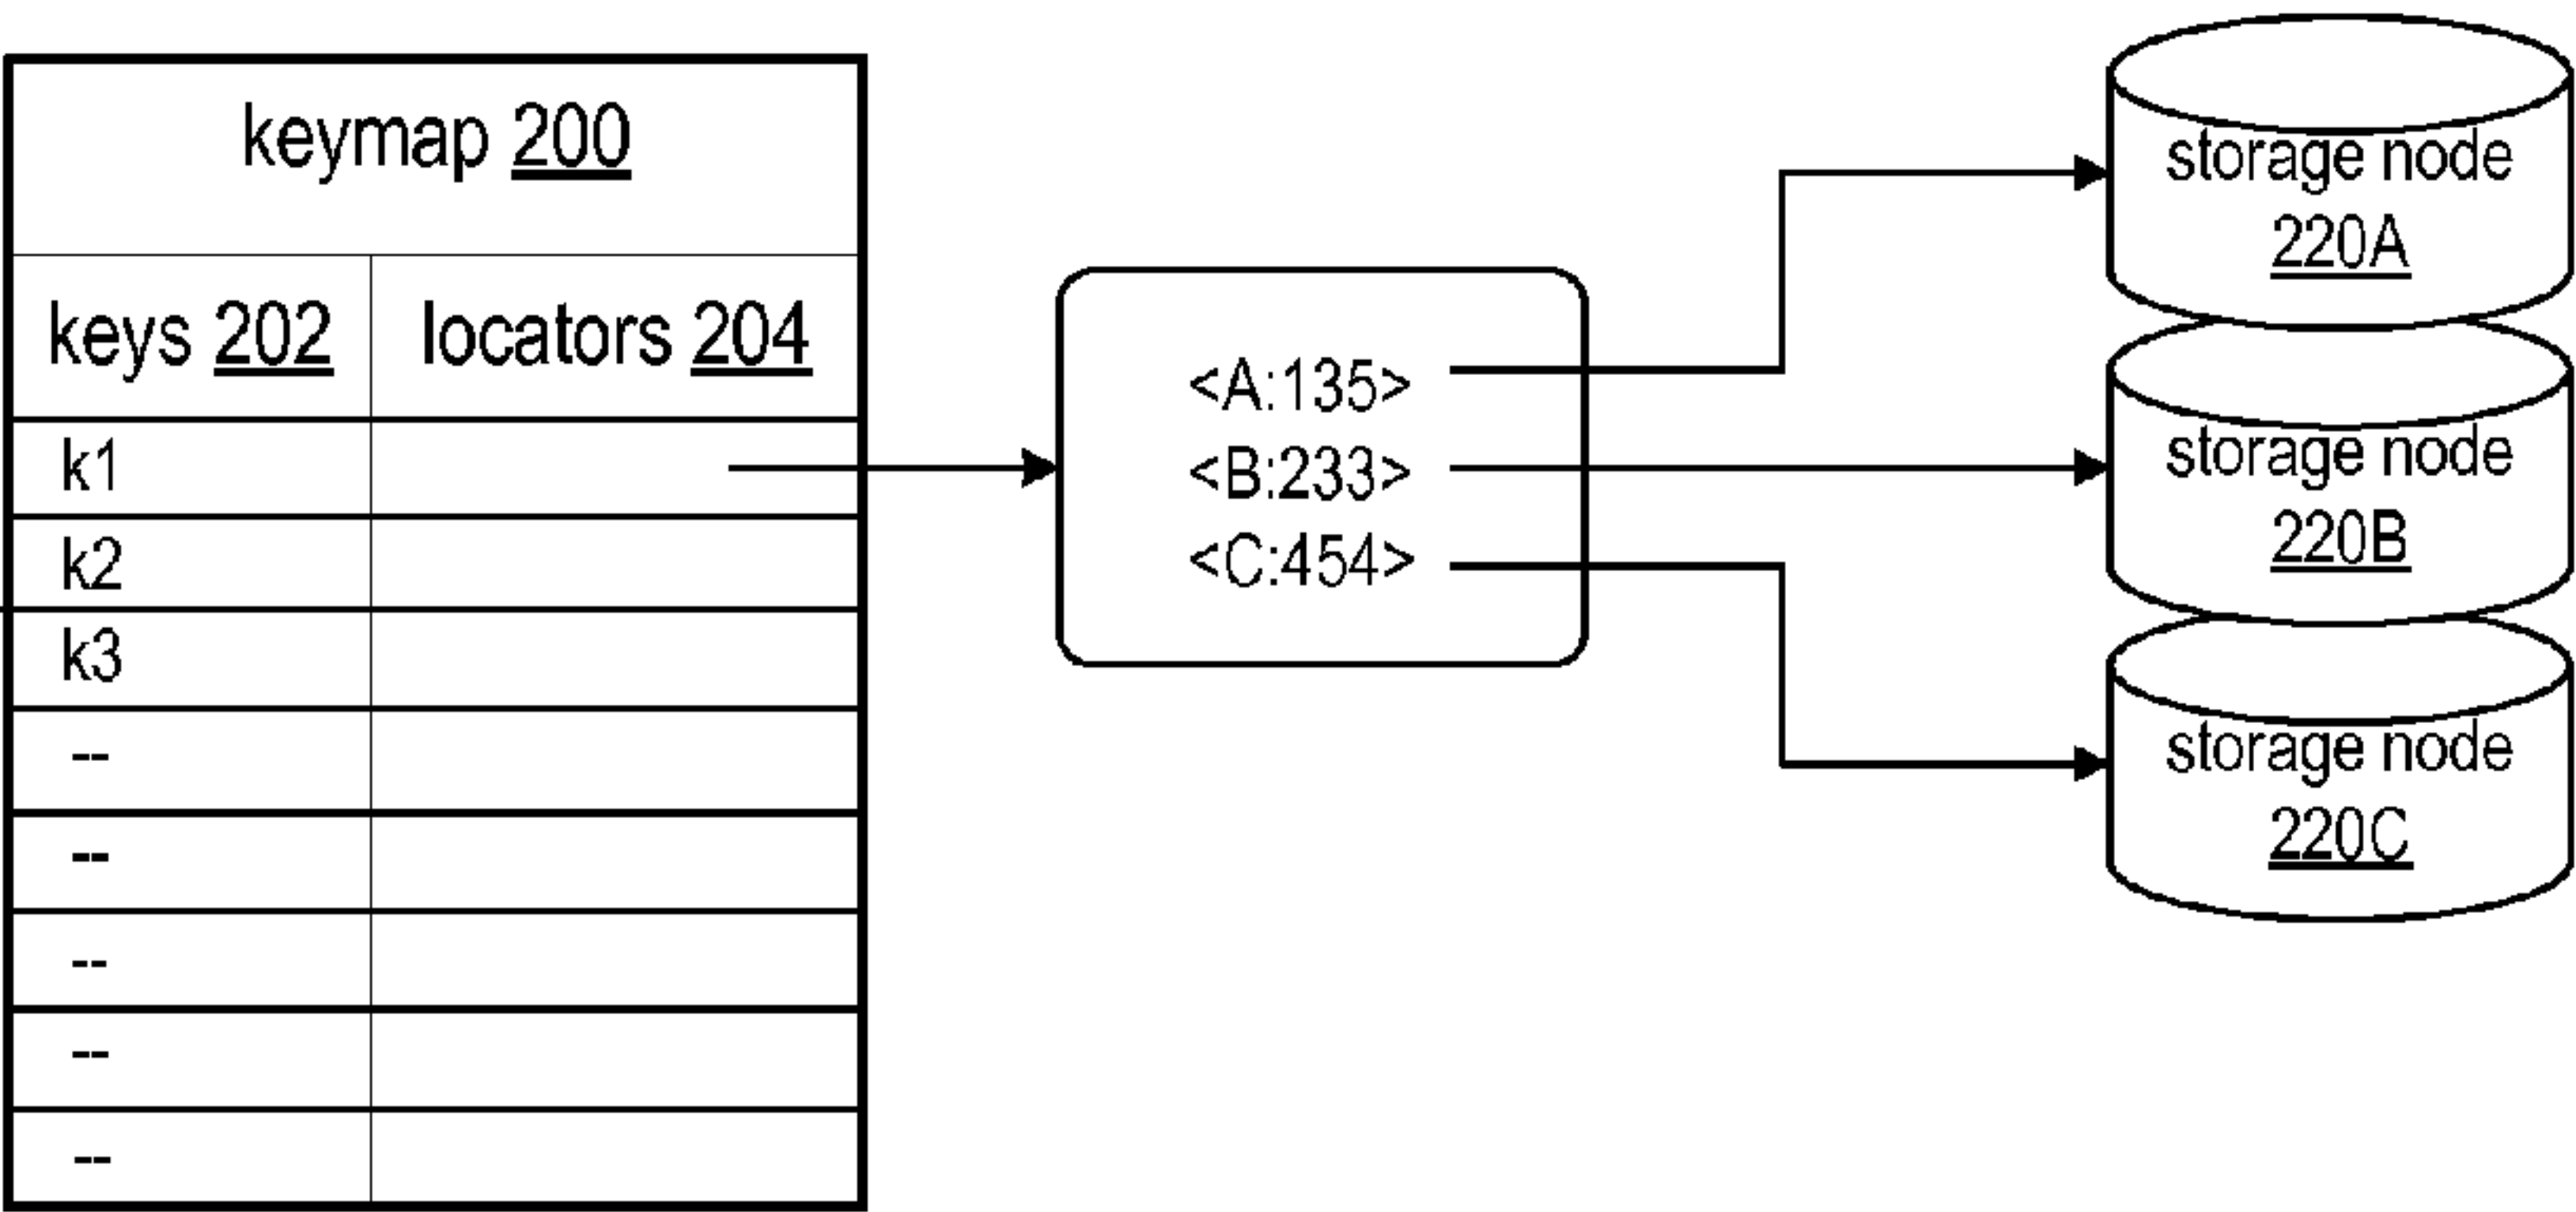 keymap 200
keys 202 locators 204
k1
k2
k3
--
--
--
--
--
<A:135>
<B:233>
<C:454>
storage node
220A
storage node
220B
storage node
220C